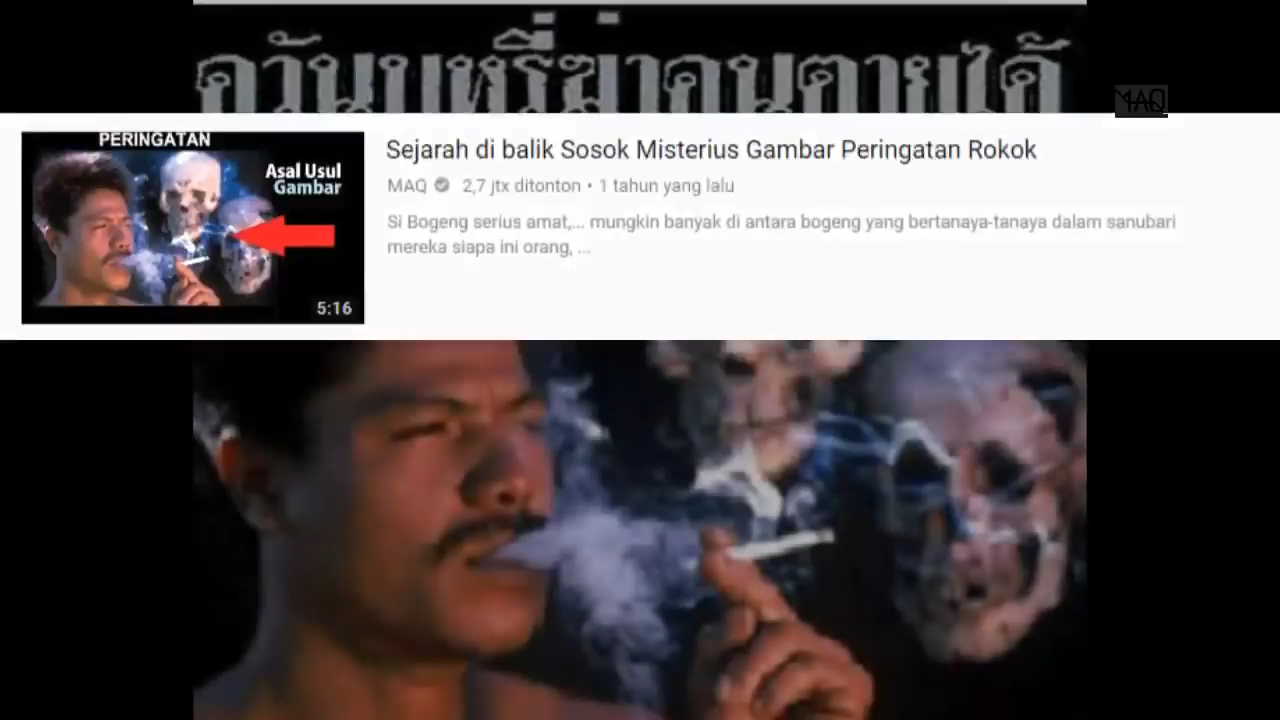 ควันบุหรี่ฆ่าคนตายได้
MAQ
PERINGATAN
Asal Usul
Gambar
5:16
Sejarah di balik Sosok Misterius Gambar Peringatan Rokok
MAQ 2,7 jtx ditonton • 1 tahun yang lalu
Si Bogeng serius amat,... mungkin banyak di antara bogeng yang bertanaya-tanaya dalam sanubari
mereka siapa ini orang, ...